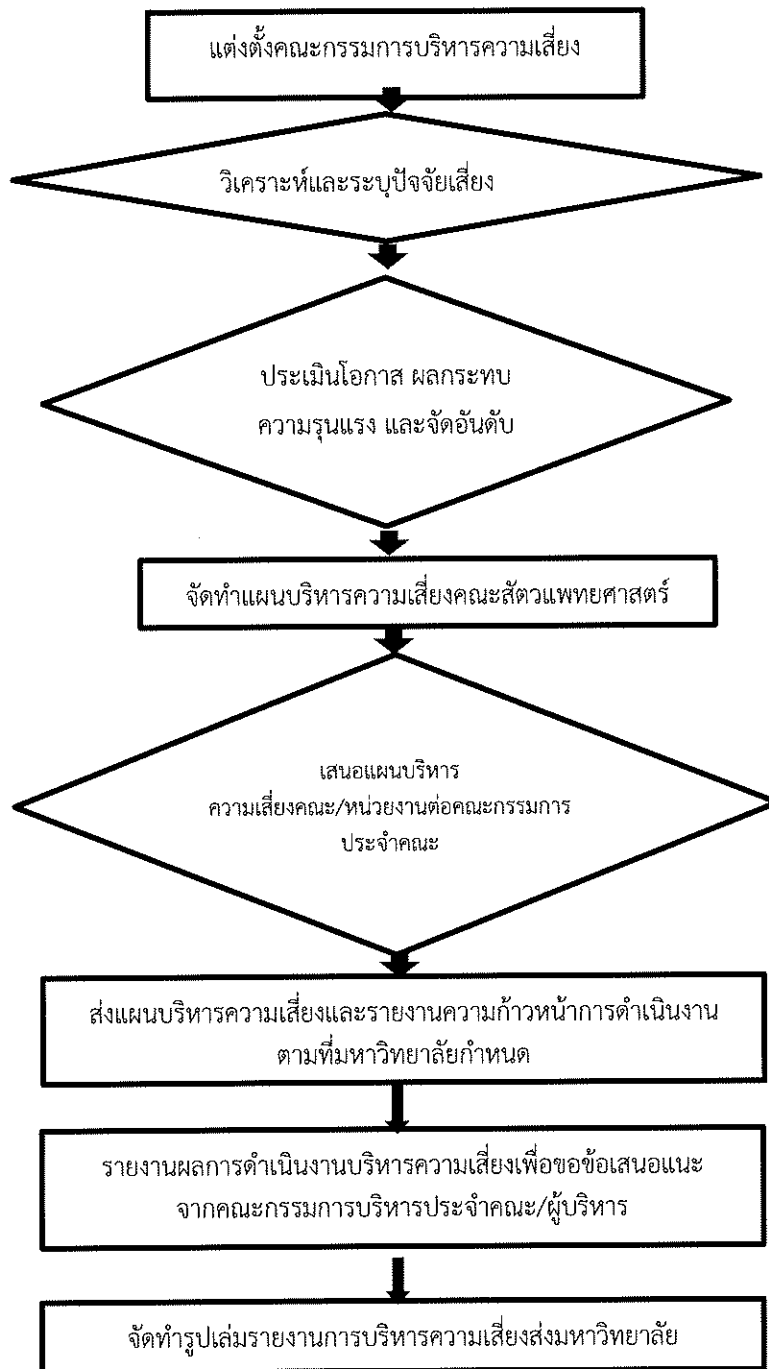 แต่งตั้งคณะกรรมการบริหารความเสี่ยง
วิเคราะห์และระบุปัจจัยเสี่ยง
ประเมินโอกาส ผลกระทบ
ความรุนแรง และจัดอันดับ
จัดทำแผนบริหารความเสี่ยงคณะสัตวแพทยศาสตร์
เสนอแผนบริหาร
ความเสี่ยงคณะ/หน่วยงานต่อคณะกรรมการ
ประจำคณะ
ส่งแผนบริหารความเสี่ยงและรายงานความก้าวหน้าการดำเนินงาน
ตามที่มหาวิทยาลัยกำหนด
รายงานผลการดำเนินงานบริหารความเสี่ยงเพื่อขอข้อเสนอแนะ
จากคณะกรรมการบริหารประจำคณะ/ผู้บริหาร
จัดทำรูปเล่มรายงานการบริหารความเสี่ยงส่งมหาวิทยาลัย